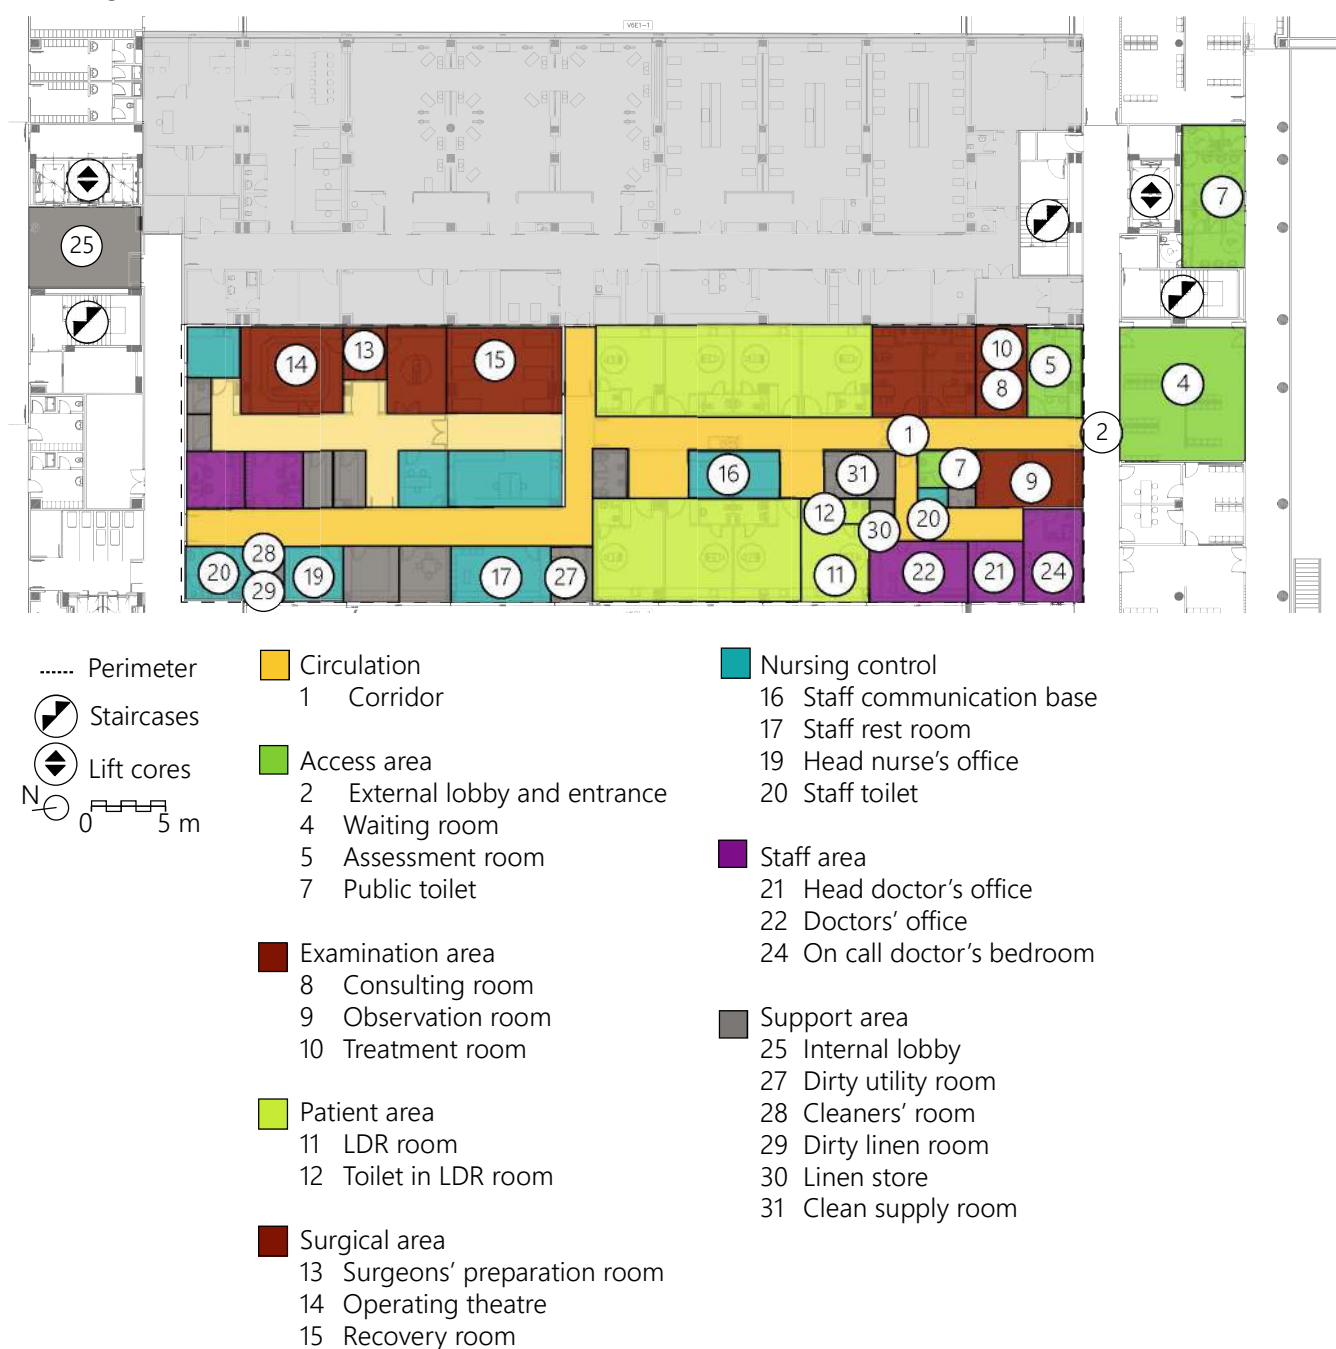 V6E1-1
7
25
14
13
15
10
8
5
4
1
2
16
31
7
9
12
30
20
20
28
29
19
17
27
11
22
21
24
Perimeter
Staircases
Lift cores
N
0 5 m
Circulation
1 Corridor
Access area
2 External lobby and entrance
4 Waiting room
5 Assessment room
7 Public toilet
Examination area
8 Consulting room
9 Observation room
10 Treatment room
Patient area
11 LDR room
12 Toilet in LDR room
Surgical area
13 Surgeons’ preparation room
14 Operating theatre
15 Recovery room
Nursing control
16 Staff communication base
17 Staff rest room
19 Head nurse’s office
20 Staff toilet
Staff area
21 Head doctor’s office
22 Doctors’ office
24 On call doctor’s bedroom
Support area
25 Internal lobby
27 Dirty utility room
28 Cleaners’ room
29 Dirty linen room
30 Linen store
31 Clean supply room